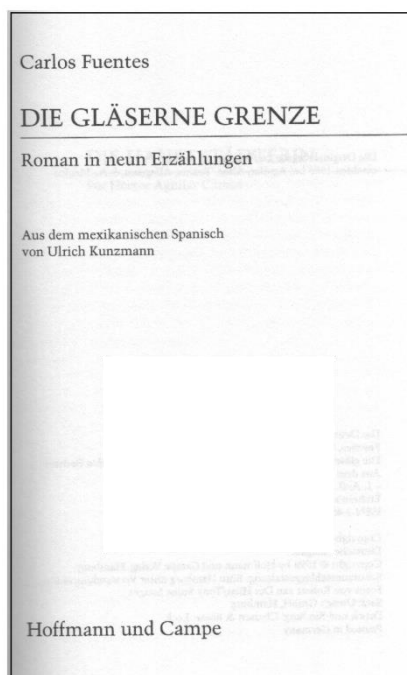 Carlos Fuentes
DIE GLÄSERNE GRENZE
Roman in neun Erzählungen
Aus dem mexikanischen Spanisch
von Ulrich Kunzmann
Hoffmann und Campe